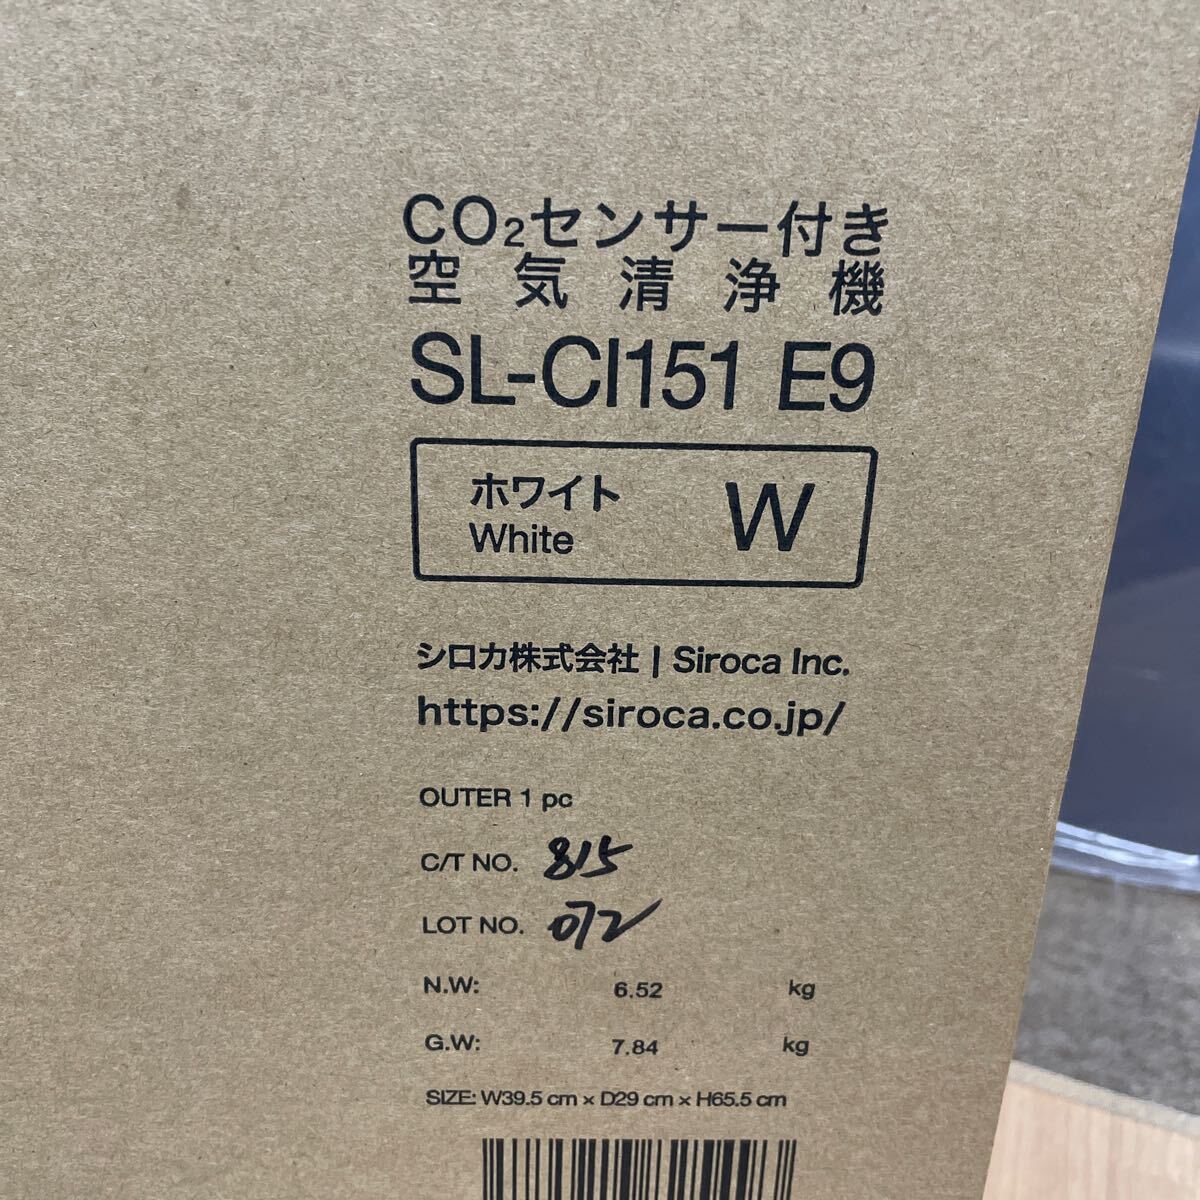 CO₂センサー付き
空気清浄機
SL-CI151 E9
ホワイト
White
W
シロカ株式会社 | Siroca Inc.
https://siroca.co.jp/
OUTER 1 pc
C/T NO. 815
LOT NO. 072
N.W: 6.52 kg
G.W: 7.84 kg
SIZE: W39.5 cm × D29 cm × H65.5 cm